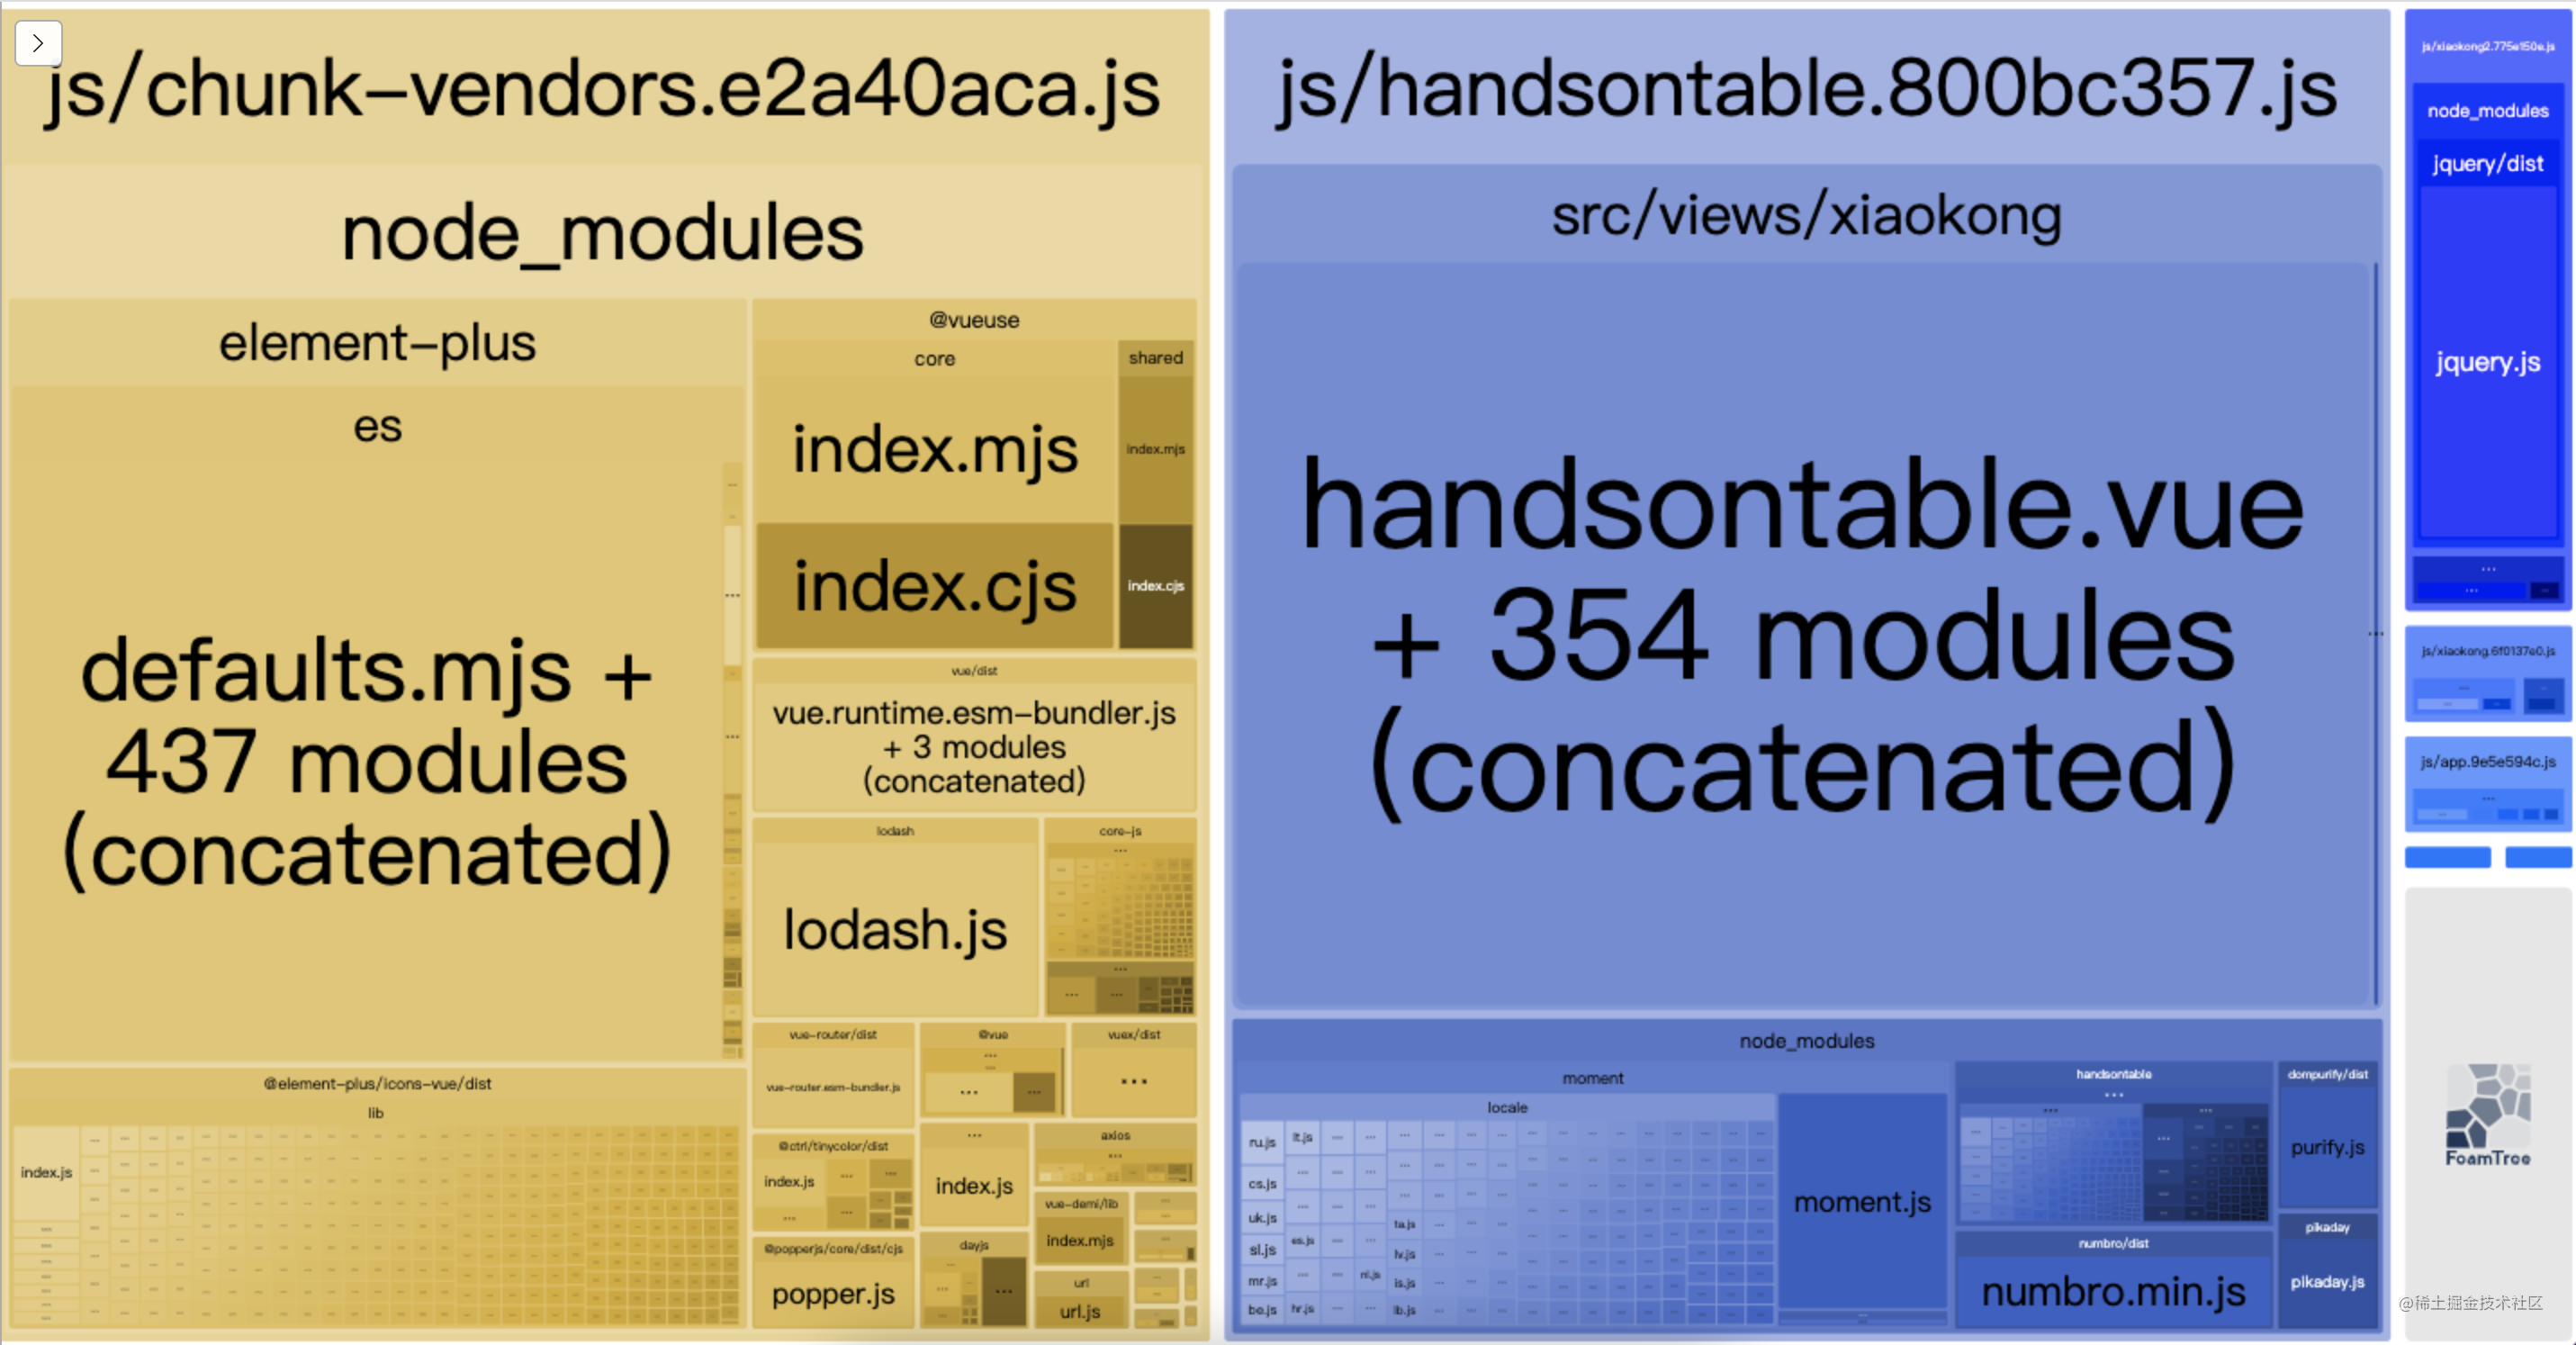 js/chunk-vendors.e2a40aca.js
node_modules
element-plus
es
defaults.mjs +
437 modules
(concatenated)
@element-plus/icons-vue/dist
lib
index.js
@vueuse
core
shared
index.mjs
index.mjs
index.cjs
index.cjs
vue/dist
vue.runtime.esm-bundler.js
+ 3 modules
(concatenated)
lodash
core-js
lodash.js
vue-router/dist
@vue
vuex/dist
vue-router.esm-bundler.js
@ctrl/tinycolor/dist
index.js
index.js
axios
vue-demi/lib
index.mjs
@popperjs/core/dist/cjs
popper.js
dayjs
url
url.js
js/handsontable.800bc357.js
src/views/xiaokong
handsontable.vue
+ 354 modules
(concatenated)
node_modules
moment
locale
ru.js
lt.js
cs.js
uk.js
ta.js
sl.js
es.js
lv.js
mr.js
nl.js
is.js
be.js
hr.js
lb.js
moment.js
handsontable
dompurify/dist
purify.js
numbro/dist
numbro.min.js
pikaday
pikaday.js
js/xiaokong2.775e150e.js
node_modules
jquery/dist
jquery.js
js/xiaokong.6f0137e0.js
js/app.9e5e594c.js
FoamTree
@稀土掘金技术社区